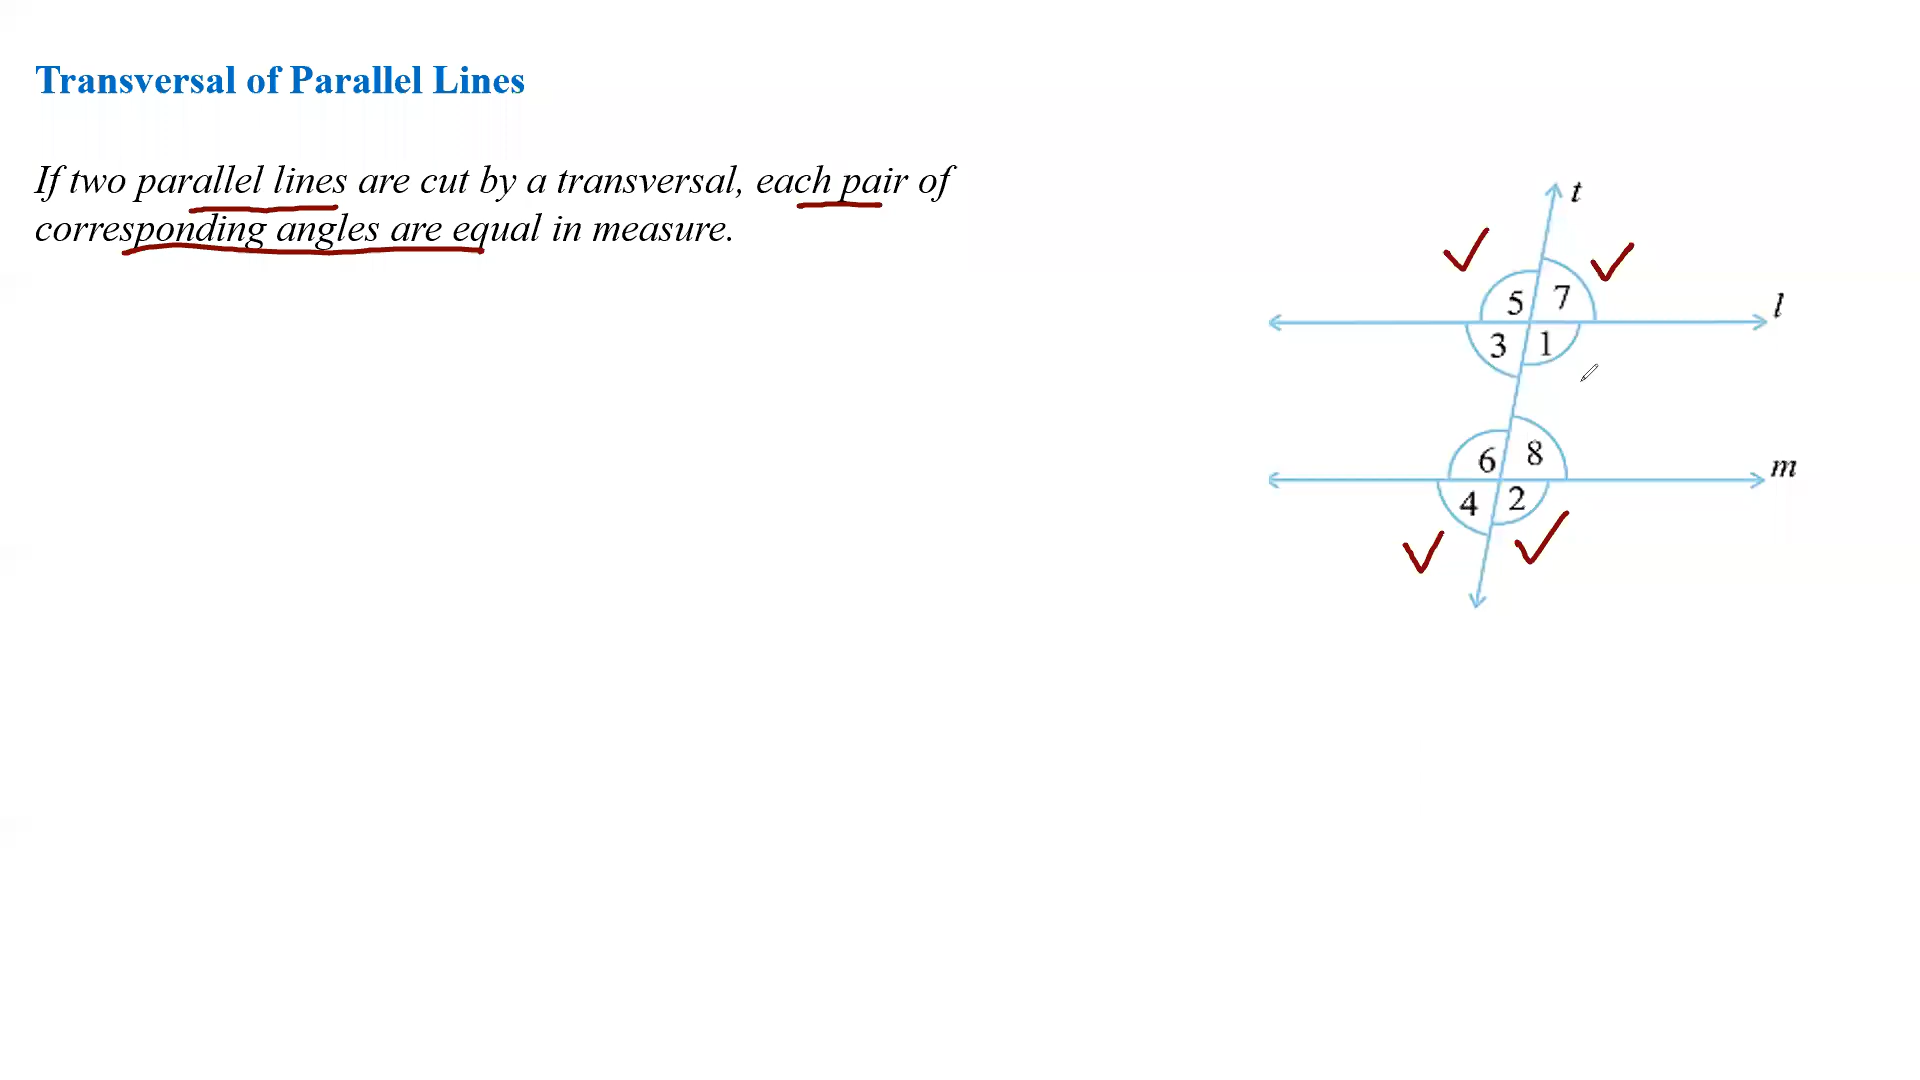 Transversal of Parallel Lines
If two parallel lines are cut by a transversal, each pair of
corresponding angles are equal in measure.
t
5 7
l
3 1
6 8
m
4 2